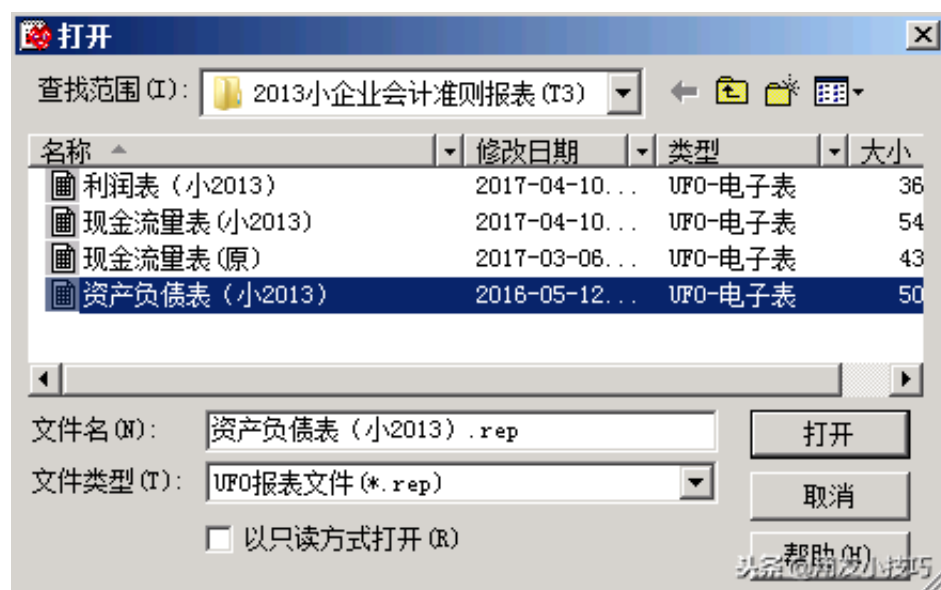 打开
查找范围(I): 2013小企业会计准则报表(T3)
名称 修改日期 类型 大小
利润表（小2013） 2017-04-10... UFO-电子表 36
现金流量表(小2013) 2017-04-10... UFO-电子表 54
现金流量表(原) 2017-03-06... UFO-电子表 43
资产负债表（小2013） 2016-05-12... UFO-电子表 50
文件名(N): 资产负债表（小2013）.rep 打开
文件类型(T): UFO报表文件(*.rep) 取消
以只读方式打开(R) 帮助(H)
头条@用友小技巧